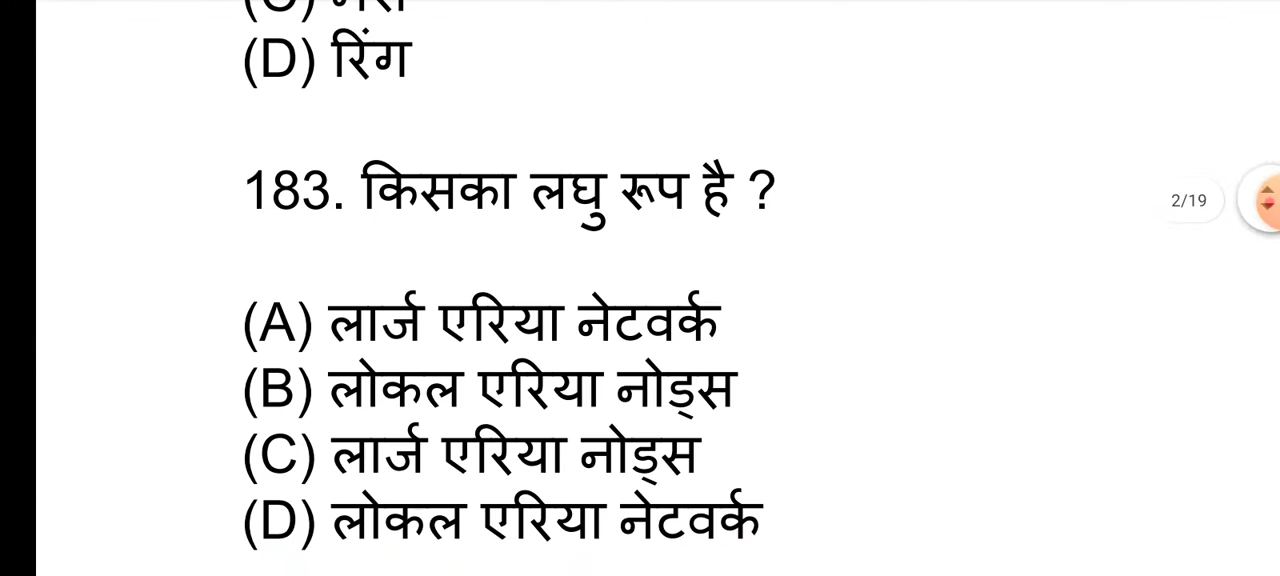 (D) रिंग
183. किसका लघु रूप है ?
2/19
(A) लार्ज एरिया नेटवर्क
(B) लोकल एरिया नोड्स
(C) लार्ज एरिया नोड्स
(D) लोकल एरिया नेटवर्क